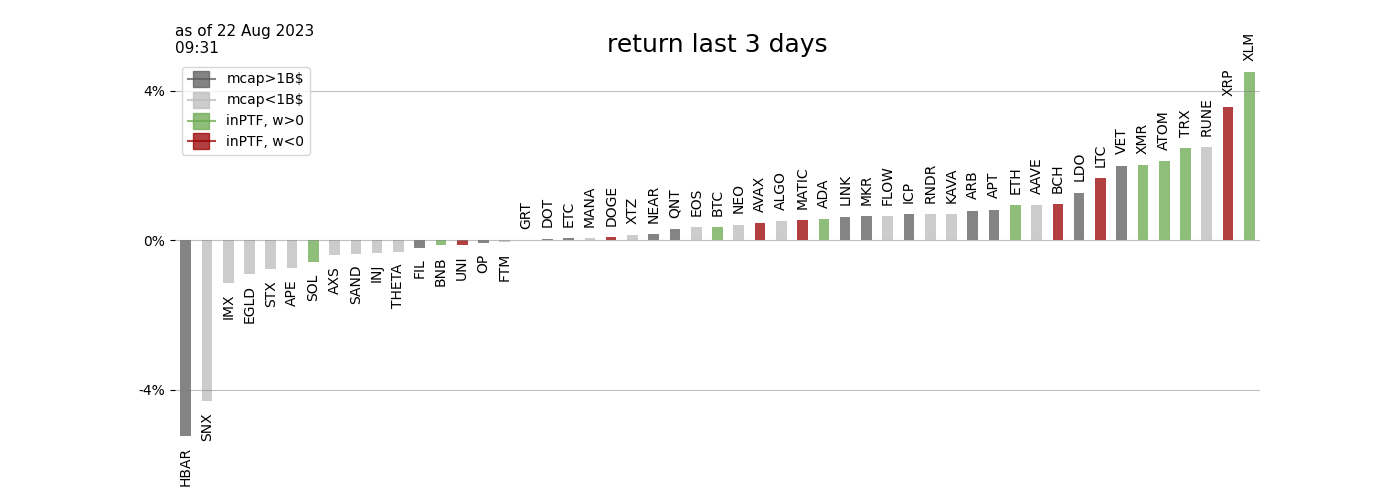 as of 22 Aug 2023
09:31
return last 3 days
mcap>1B$
mcap<1B$
inPTF, w>0
inPTF, w<0
4%
0%
-4%
HBAR
SNX
IMX
EGLD
STX
APE
SOL
AXS
SAND
INJ
THETA
FIL
BNB
UNI
OP
FTM
GRT
DOT
ETC
MANA
DOGE
XTZ
NEAR
QNT
EOS
BTC
NEO
AVAX
ALGO
MATIC
ADA
LINK
MKR
FLOW
ICP
RNDR
KAVA
ARB
APT
ETH
AAVE
BCH
LDO
LTC
VET
XMR
ATOM
TRX
RUNE
XRP
XLM